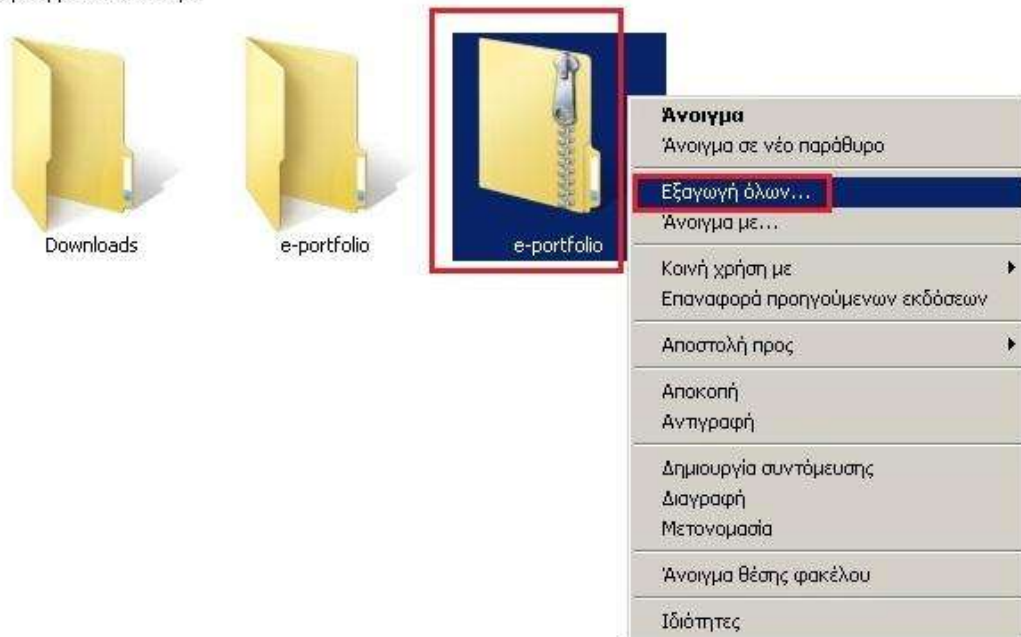 Downloads
e-portfolio
e-portfolio
Άνοιγμα
Άνοιγμα σε νέο παράθυρο
Εξαγωγή όλων...
Άνοιγμα με...
Κοινή χρήση με
Επαναφορά προηγούμενων εκδόσεων
Αποστολή προς
Αποκοπή
Αντιγραφή
Δημιουργία συντόμευσης
Διαγραφή
Μετονομασία
Άνοιγμα θέσης φακέλου
Ιδιότητες